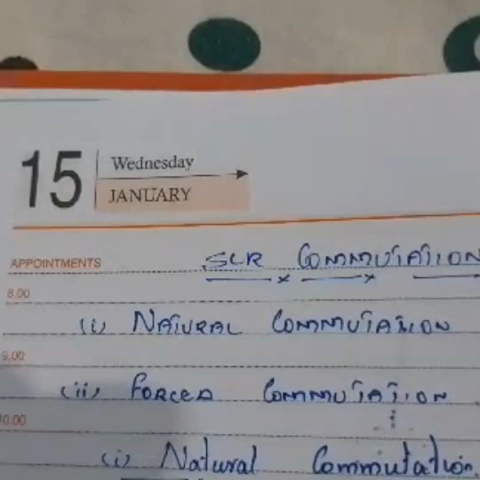 15 Wednesday
JANUARY
APPOINTMENTS SCR COMMUTATION
8.00
(i) NATURAL COMMUTATION
9.00
(ii) FORCED COMMUTATION
10.00
(i) Natural Commutation